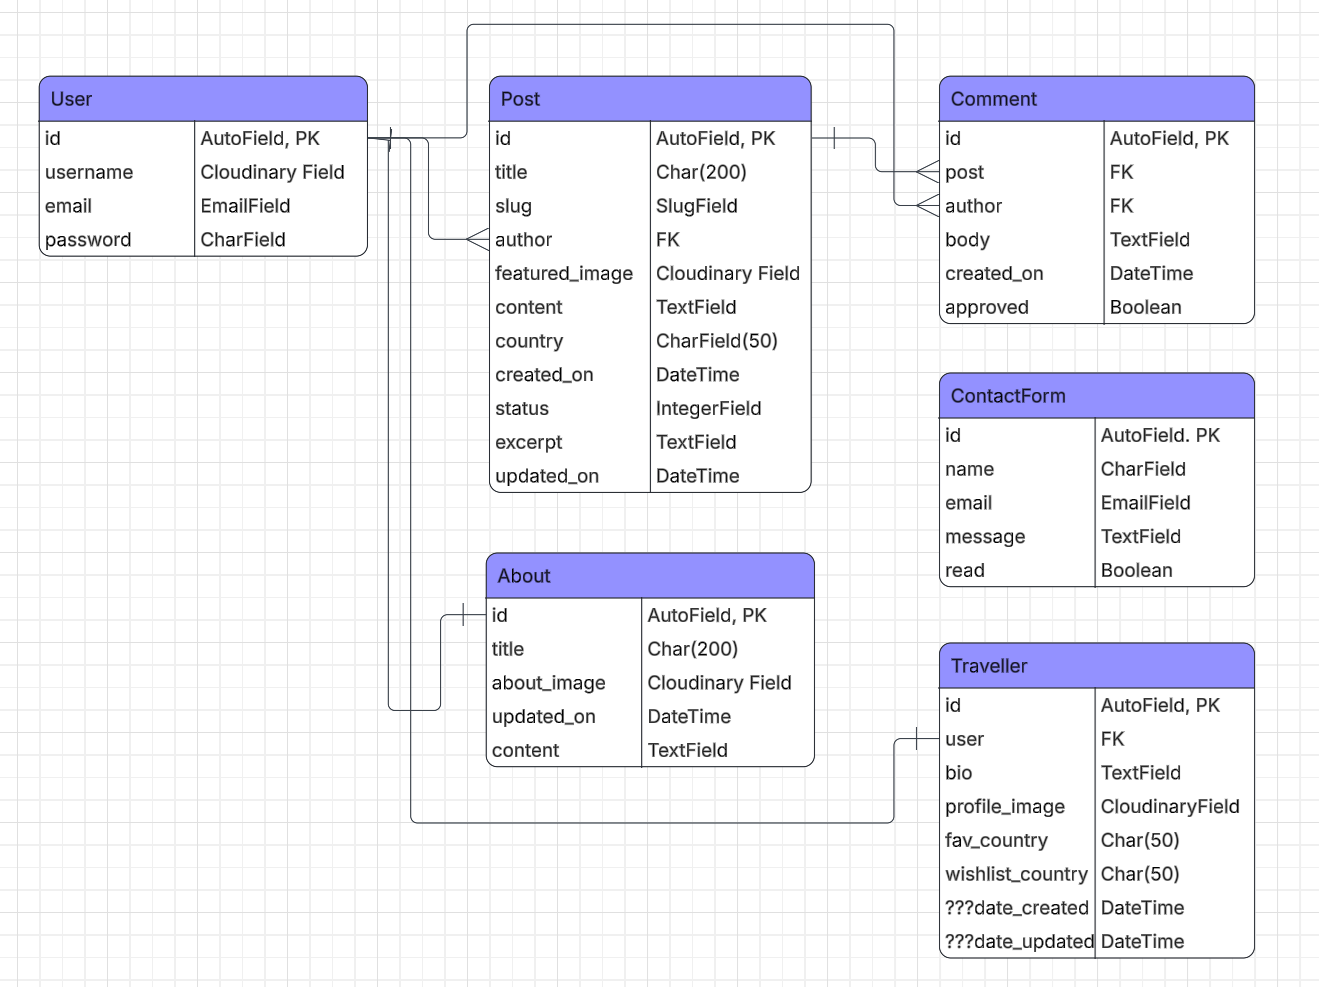 User
id AutoField, PK
username Cloudinary Field
email EmailField
password CharField
Post
id AutoField, PK
title Char(200)
slug SlugField
author FK
featured_image Cloudinary Field
content TextField
country CharField(50)
created_on DateTime
status IntegerField
excerpt TextField
updated_on DateTime
Comment
id AutoField, PK
post FK
author FK
body TextField
created_on DateTime
approved Boolean
ContactForm
id AutoField. PK
name CharField
email EmailField
message TextField
read Boolean
About
id AutoField, PK
title Char(200)
about_image Cloudinary Field
updated_on DateTime
content TextField
Traveller
id AutoField, PK
user FK
bio TextField
profile_image CloudinaryField
fav_country Char(50)
wishlist_country Char(50)
???date_created DateTime
???date_updated DateTime